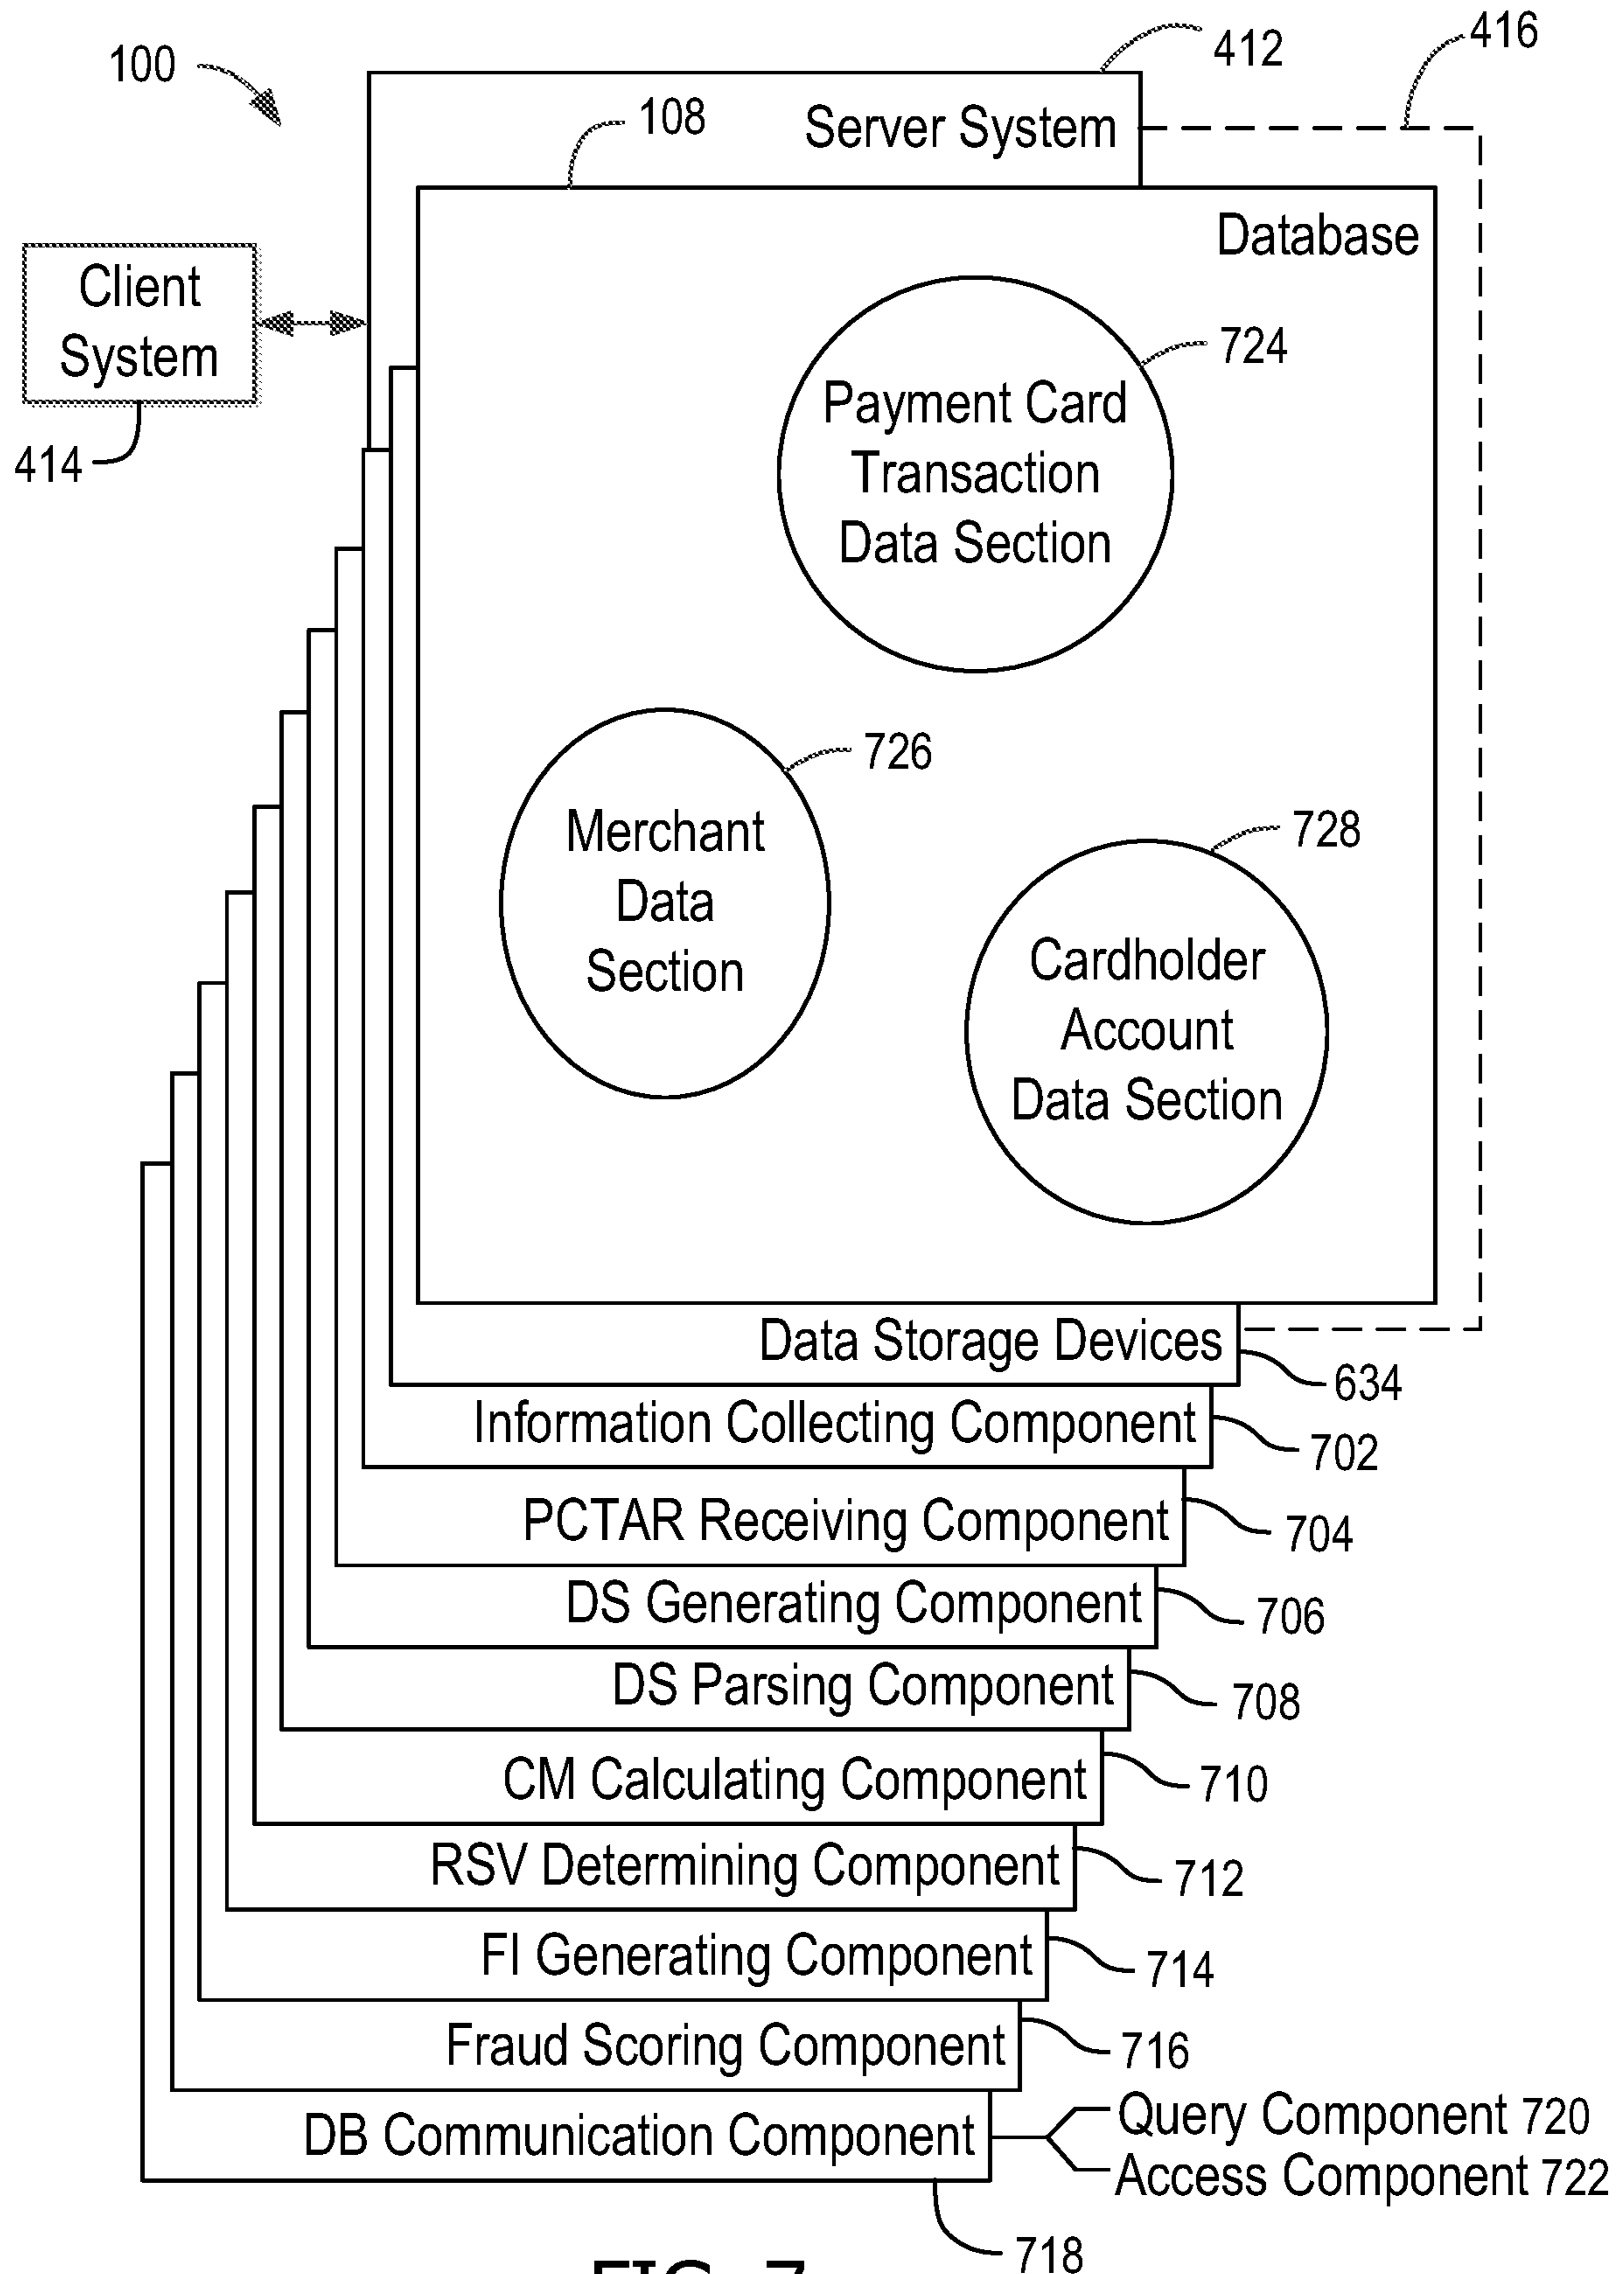 100
412
416
108
Server System
Database
Client
System
414
724
Payment Card
Transaction
Data Section
726
Merchant
Data
Section
728
Cardholder
Account
Data Section
Data Storage Devices
634
Information Collecting Component
702
PCTAR Receiving Component
704
DS Generating Component
706
DS Parsing Component
708
CM Calculating Component
710
RSV Determining Component
712
FI Generating Component
714
Fraud Scoring Component
716
DB Communication Component
Query Component 720
Access Component 722
718
FIG. 7